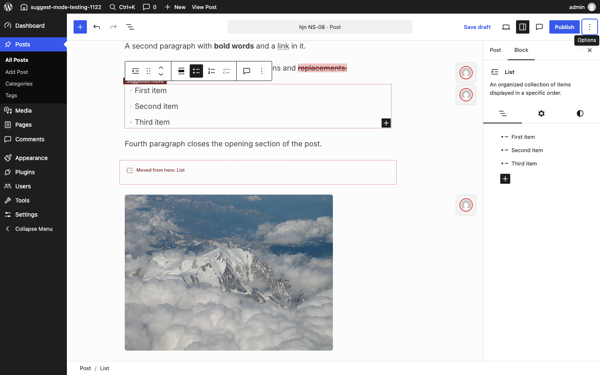 suggest-mode-testing-1122
Ctrl+K
0
New
View Post
admin
Dashboard
Posts
All Posts
Add Post
Categories
Tags
Media
Pages
Comments
Appearance
Plugins
Users
Tools
Settings
Collapse Menu
hjn NS-08 · Post
Save draft
Publish
Options
A second paragraph with bold words and a link in it.
ns and replacements.
· First item
· Second item
· Third item
Fourth paragraph closes the opening section of the post.
Moved from here: List
Post
Block
List
An organized collection of items
displayed in a specific order.
First item
Second item
Third item
Post / List